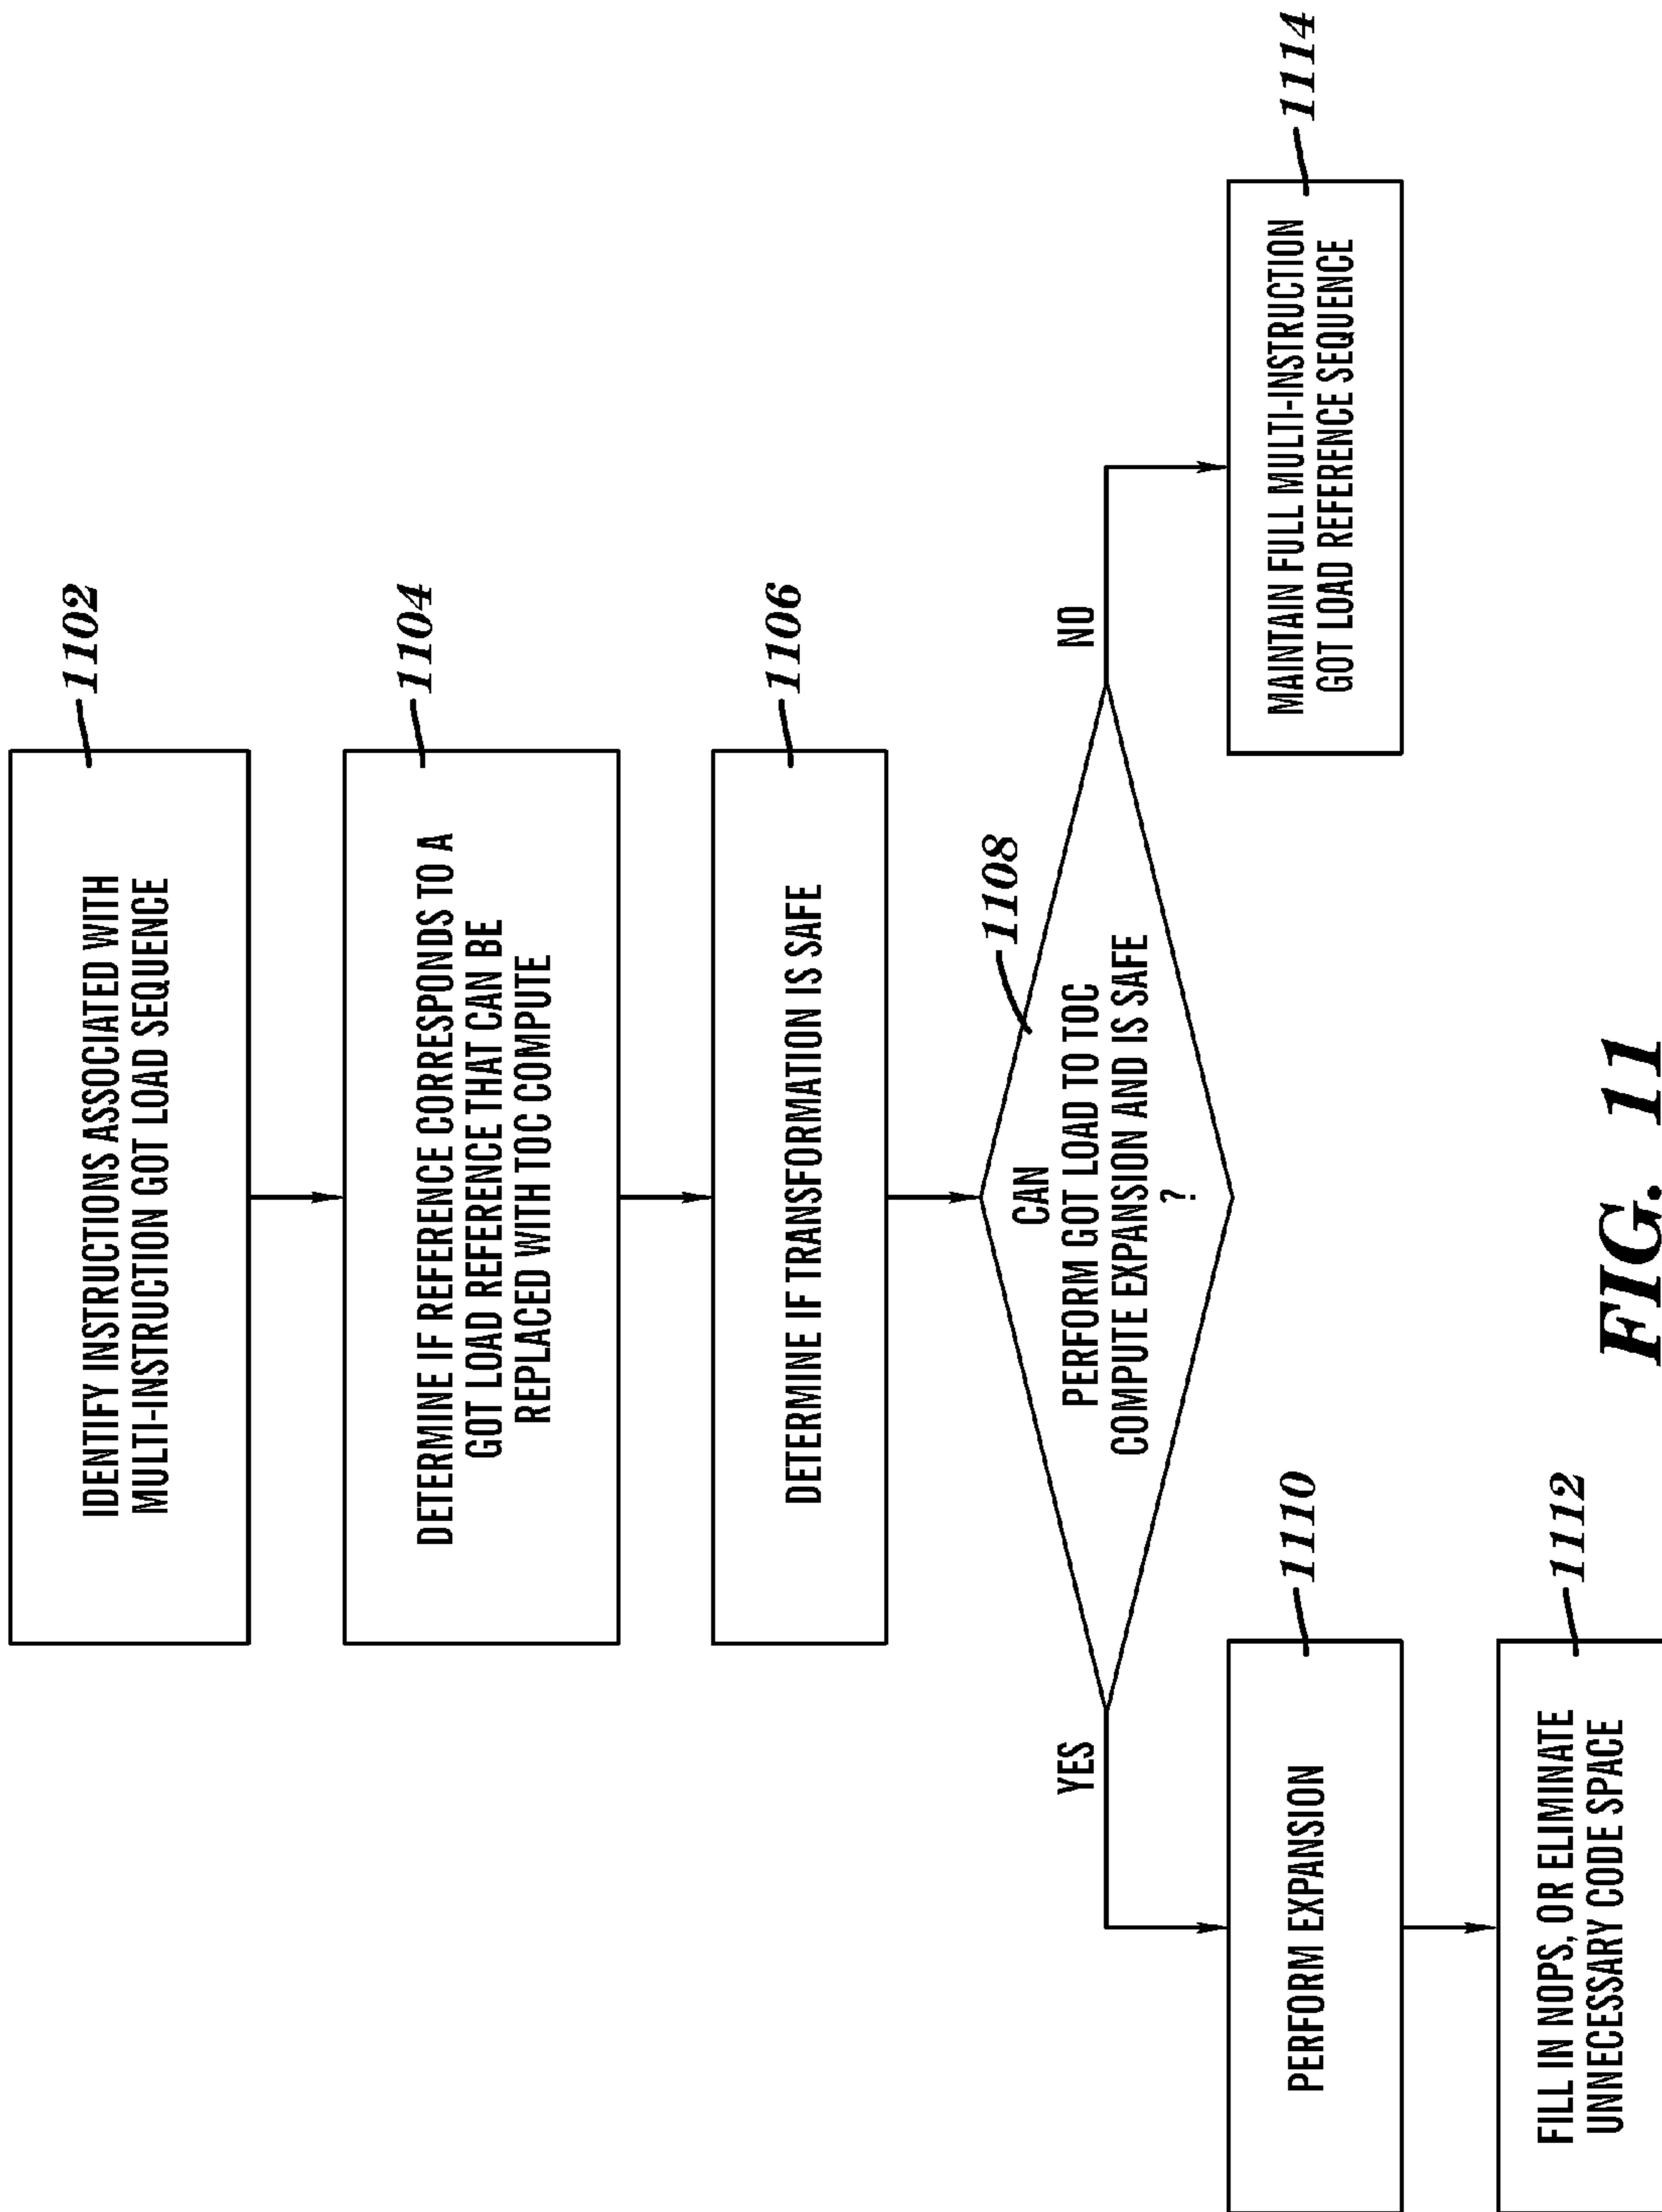 1102
IDENTIFY INSTRUCTIONS ASSOCIATED WITH
MULTI-INSTRUCTION GOT LOAD SEQUENCE
1104
DETERMINE IF REFERENCE CORRESPONDS TO A
GOT LOAD REFERENCE THAT CAN BE
REPLACED WITH TOC COMPUTE
1106
DETERMINE IF TRANSFORMATION IS SAFE
1108
CAN
PERFORM GOT LOAD TO TOC
COMPUTE EXPANSION AND IS SAFE
?
YES
NO
1110
PERFORM EXPANSION
1112
FILL IN NOPS, OR ELIMINATE
UNNECESSARY CODE SPACE
1114
MAINTAIN FULL MULTI-INSTRUCTION
GOT LOAD REFERENCE SEQUENCE
FIG. 11